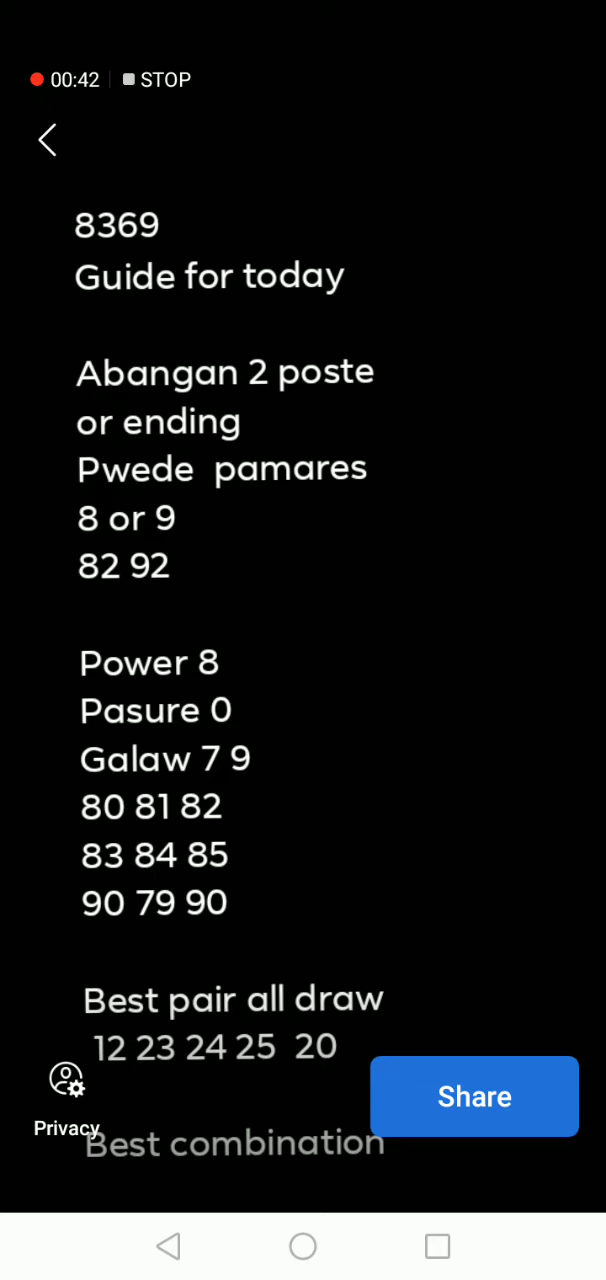 00:42 STOP
8369
Guide for today
Abangan 2 poste
or ending
Pwede pamares
8 or 9
82 92
Power 8
Pasure 0
Galaw 7 9
80 81 82
83 84 85
90 79 90
Best pair all draw
12 23 24 25 20
Share
Privacy
Best combination